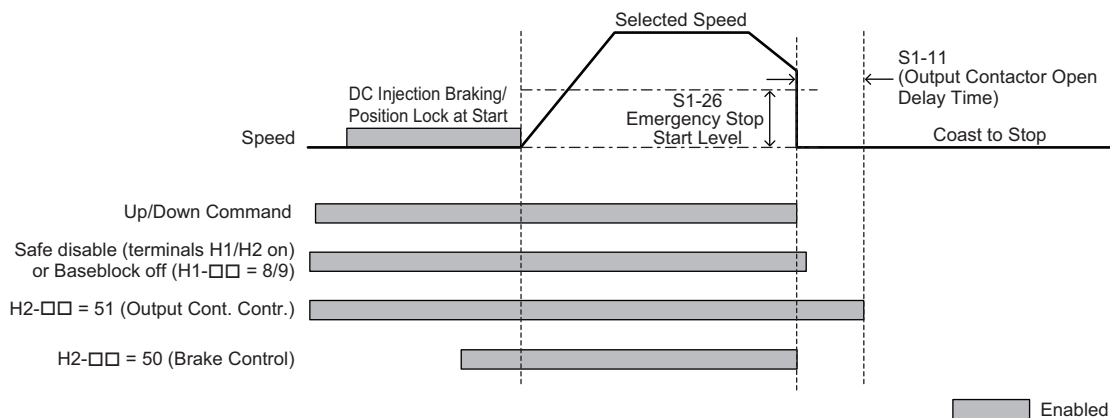 Selected Speed
S1-11
(Output Contactor Open
Delay Time)
DC Injection Braking/
Position Lock at Start
S1-26
Emergency Stop
Start Level
Speed
Coast to Stop
Up/Down Command
Safe disable (terminals H1/H2 on)
or Baseblock off (H1-□□ = 8/9)
H2-□□ = 51 (Output Cont. Contr.)
H2-□□ = 50 (Brake Control)
Enabled